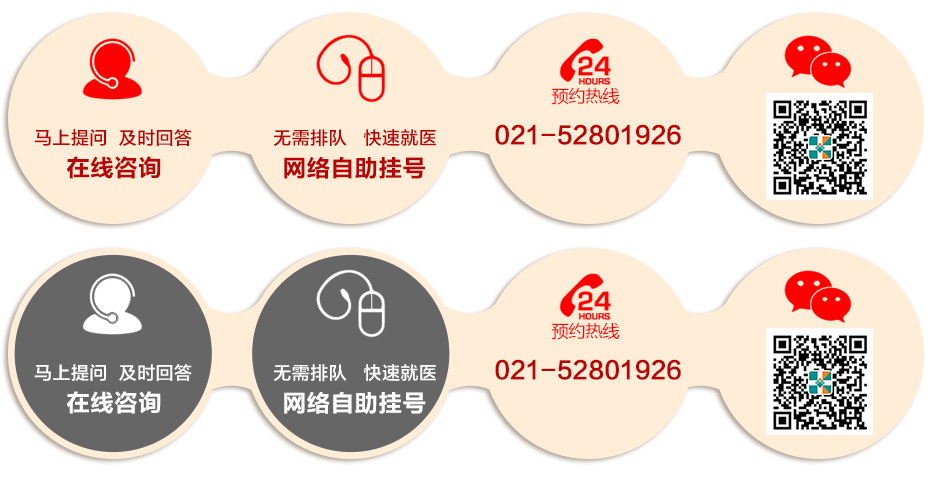 马上提问 及时回答
在线咨询
无需排队 快速就医
网络自助挂号
24
HOURS
预约热线
021-52801926
马上提问 及时回答
在线咨询
无需排队 快速就医
网络自助挂号
24
HOURS
预约热线
021-52801926